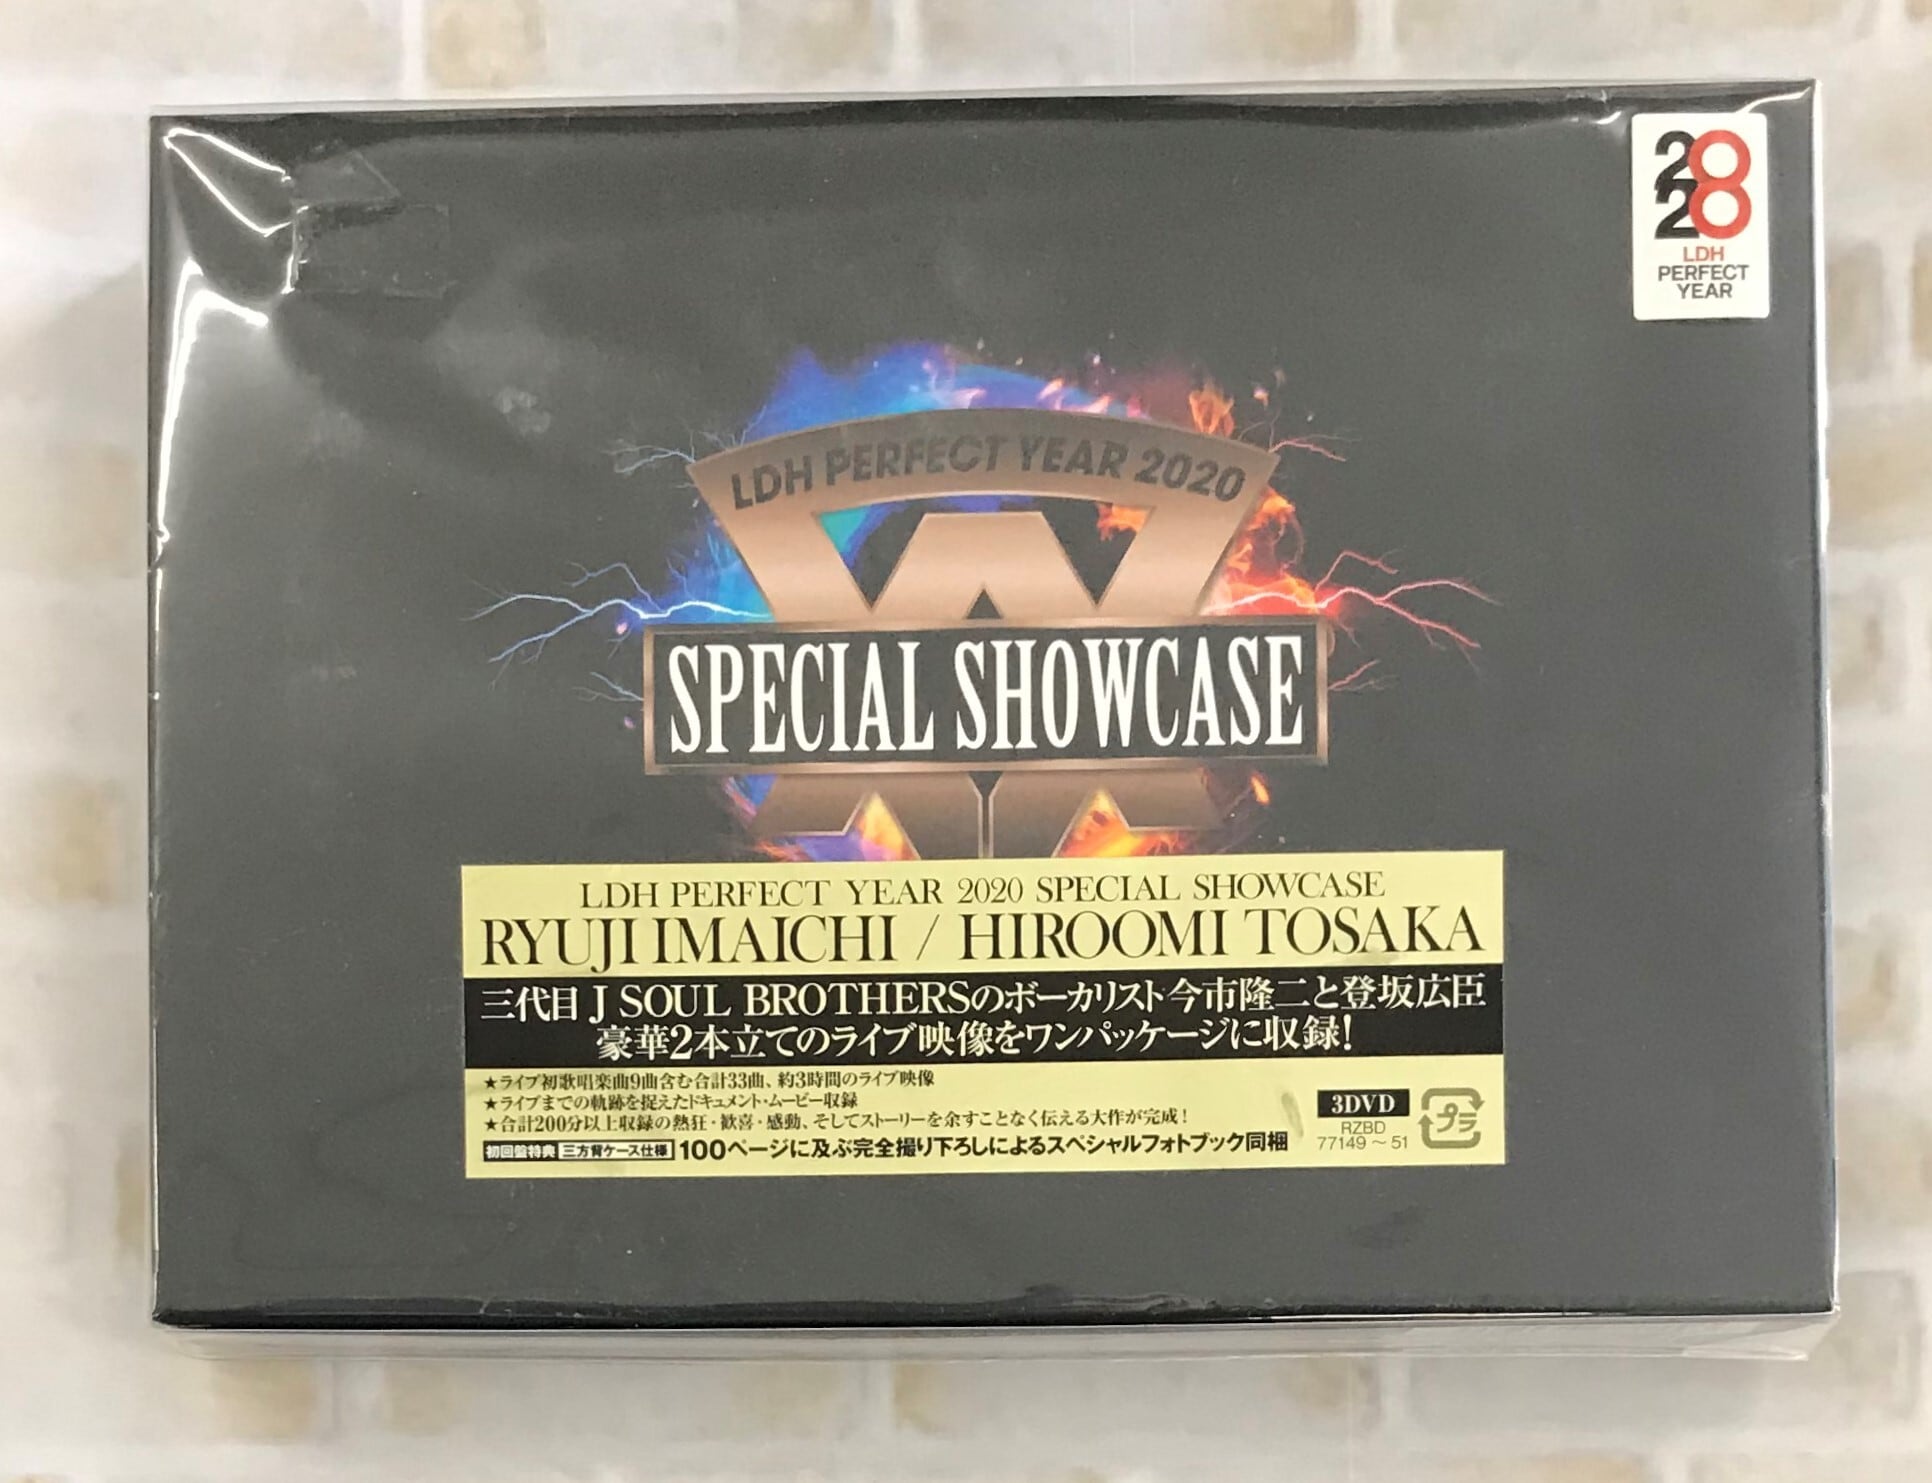 2020
LDH
PERFECT
YEAR
LDH PERFECT YEAR 2020
SPECIAL SHOWCASE
LDH PERFECT YEAR 2020 SPECIAL SHOWCASE
RYUJI IMAICHI / HIROOMI TOSAKA
三代目 J SOUL BROTHERSのボーカリスト今市隆二と登坂広臣
豪華2本立てのライブ映像をワンパッケージに収録!
★ライブ初歌唱楽曲9曲含む合計33曲、約3時間のライブ映像
★ライブまでの軌跡を捉えたドキュメント・ムービー収録
★合計200分以上収録の熱狂・歓喜・感動、そしてストーリーを余すことなく伝える大作が完成!
初回盤特典 三方背ケース仕様 100ページに及ぶ完全撮り下ろしによるスペシャルフォトブック同梱
3DVD
RZBD
77149～51
プラ